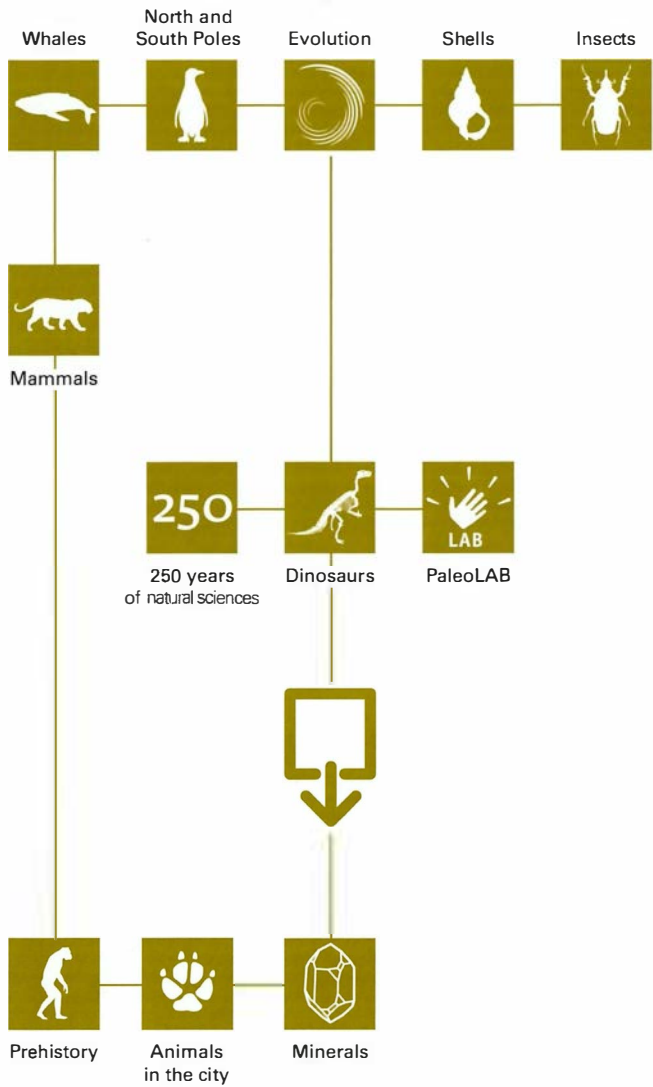 Whales
North and
South Poles
Evolution
Shells
Insects
Mammals
250
LAB
250 years
of natural sciences
Dinosaurs
PaleoLAB
Prehistory
Animals
in the city
Minerals